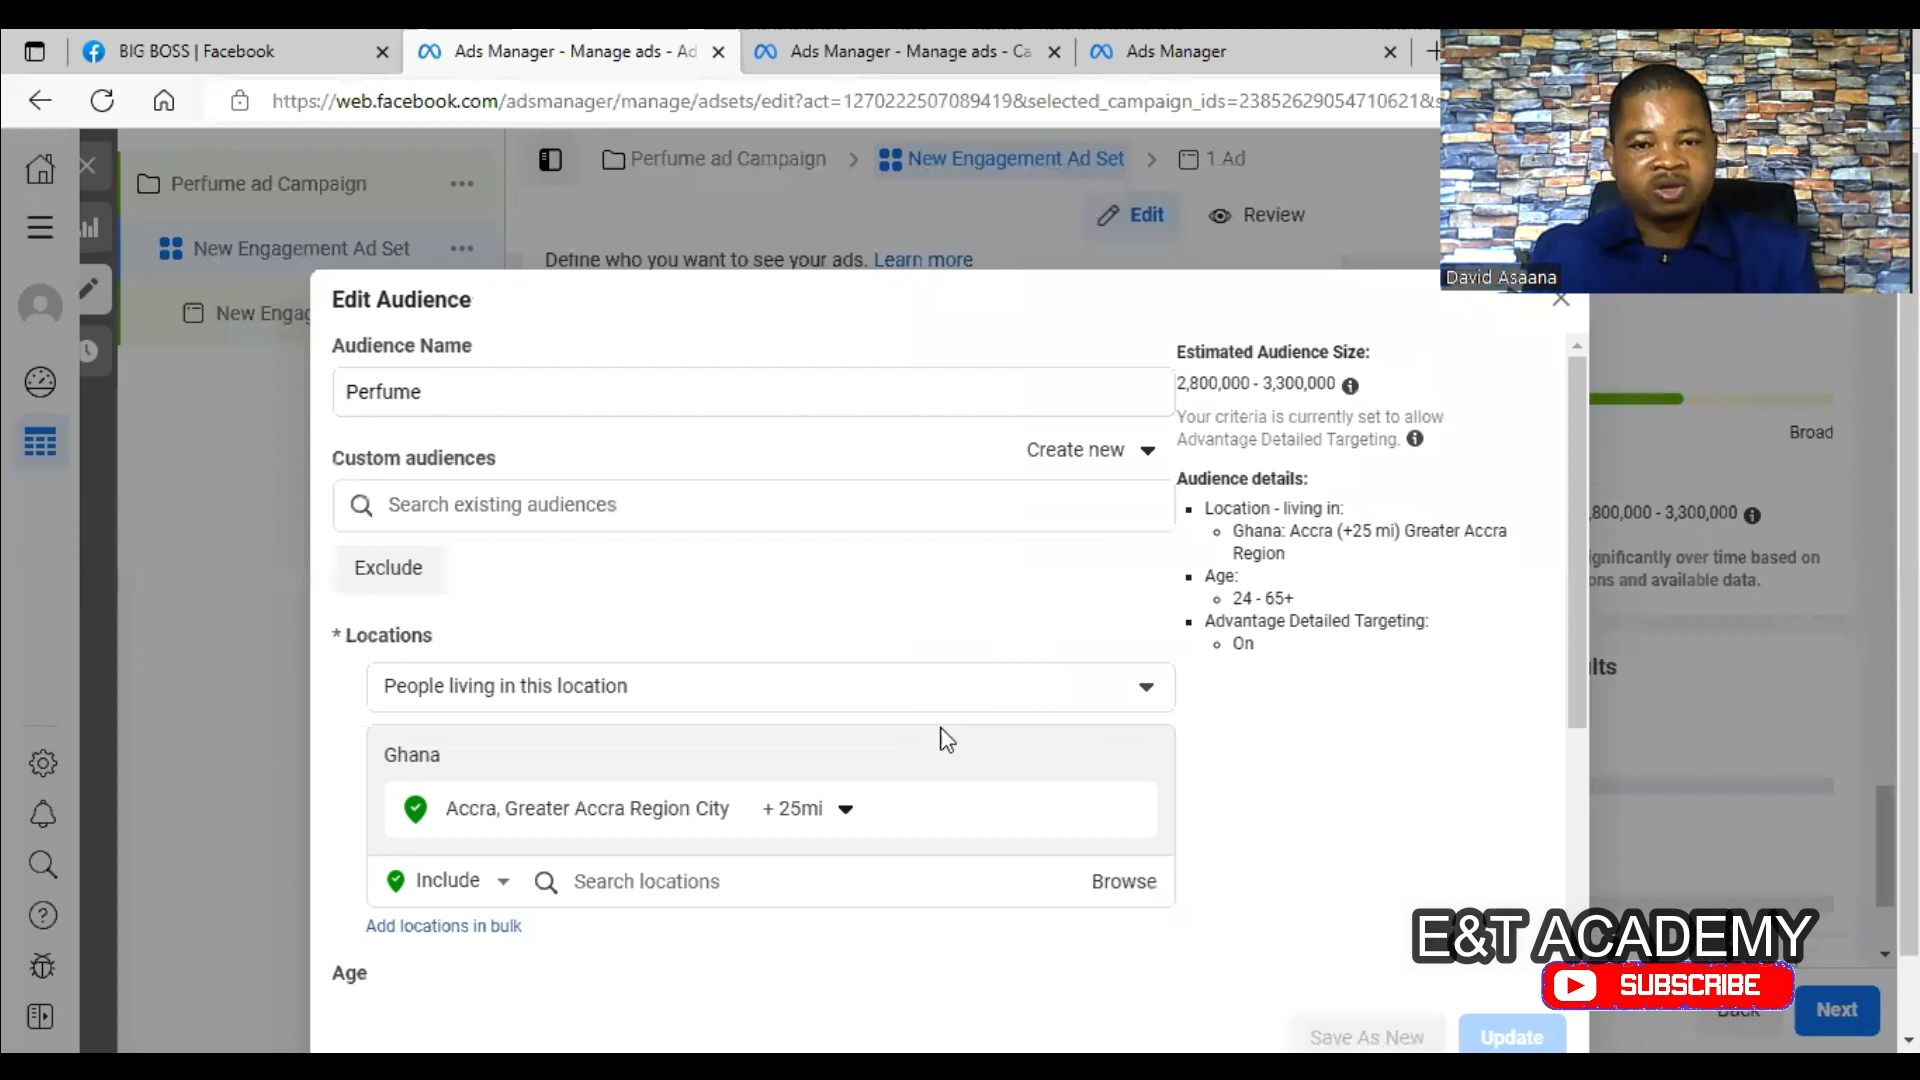 BIG BOSS | Facebook
Ads Manager - Manage ads - Ad
Ads Manager - Manage ads - Ca
Ads Manager
https://web.facebook.com/adsmanager/manage/adsets/edit?act=1270222507089419&selected_campaign_ids=23852629054710621&s
Perfume ad Campaign
New Engagement Ad Set
New Engag
Perfume ad Campaign
New Engagement Ad Set
1 Ad
Edit
Review
Define who you want to see your ads. Learn more
David Asaana
Edit Audience
Audience Name
Perfume
Custom audiences
Create new
Search existing audiences
Exclude
* Locations
People living in this location
Ghana
Accra, Greater Accra Region City + 25mi
Include
Search locations
Browse
Add locations in bulk
Age
Estimated Audience Size:
2,800,000 - 3,300,000
Your criteria is currently set to allow
Advantage Detailed Targeting.
Audience details:
Location - living in:
Ghana: Accra (+25 mi) Greater Accra
Region
Age:
24 - 65+
Advantage Detailed Targeting:
On
Save As New
Update
Broad
,800,000 - 3,300,000
ignificantly over time based on
ons and available data.
lts
E&T ACADEMY
SUBSCRIBE
Back
Next